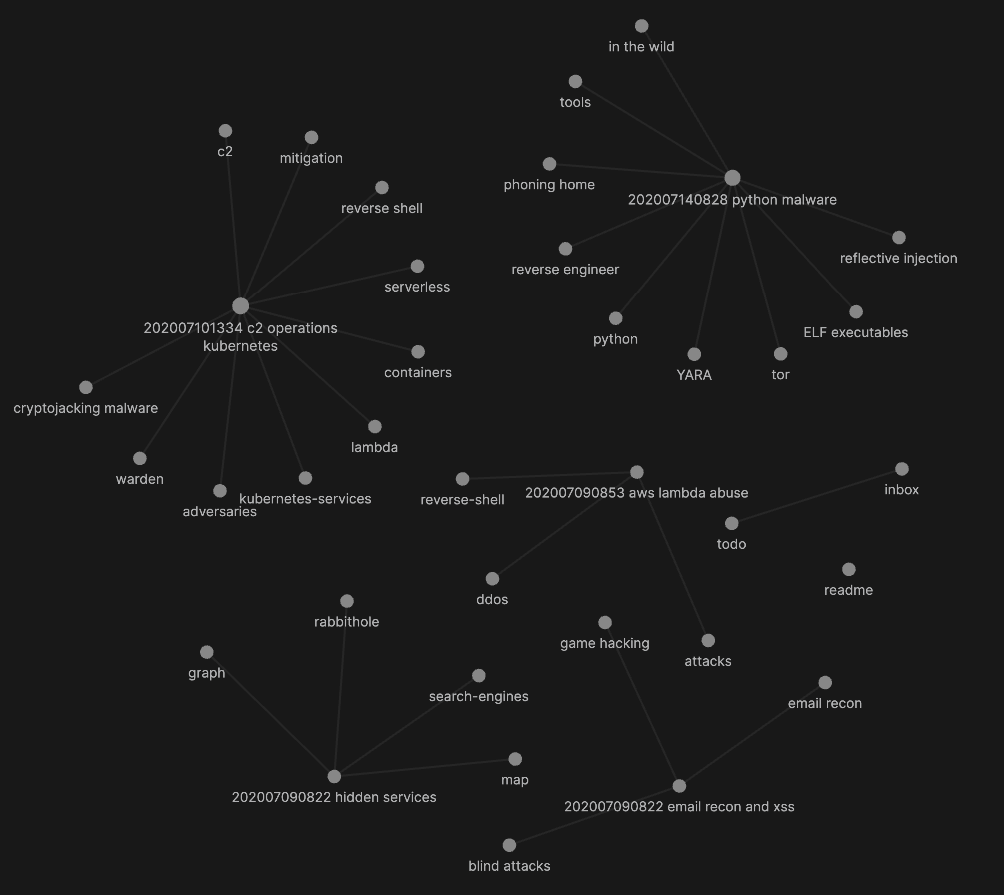 in the wild
tools
c2
mitigation
phoning home
202007140828 python malware
reverse shell
reflective injection
reverse engineer
serverless
202007101334 c2 operations
kubernetes
ELF executables
python
containers
YARA
tor
cryptojacking malware
lambda
warden
inbox
202007090853 aws lambda abuse
reverse-shell
kubernetes-services
adversaries
todo
readme
ddos
rabbithole
game hacking
attacks
graph
search-engines
email recon
map
202007090822 hidden services
202007090822 email recon and xss
blind attacks